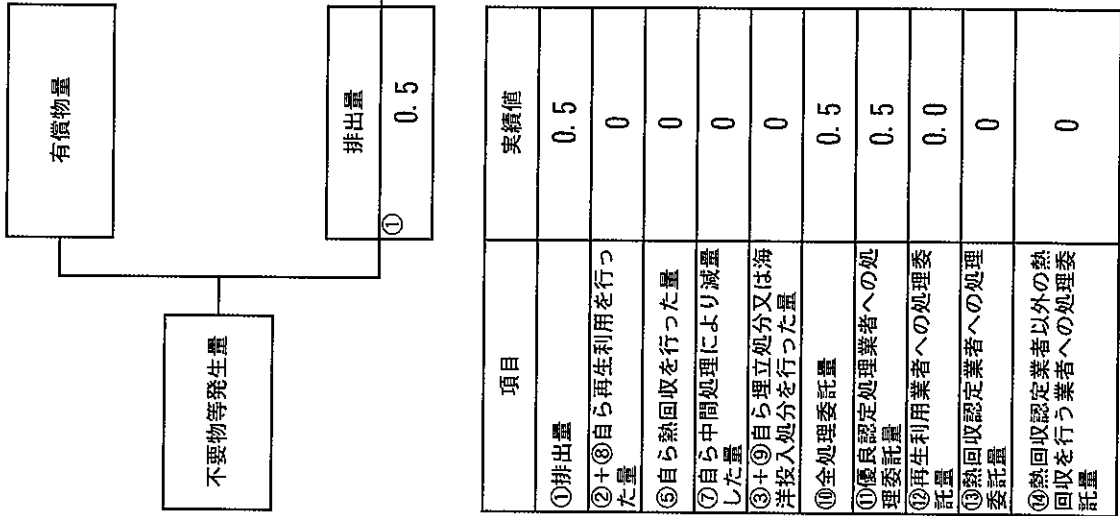 有償物量
不要物等発生量
排出量
① 0.5
項目 実績値
①排出量 0.5
②+⑧自ら再生利用を行っ
た量 0
⑤自ら熱回収を行った量 0
⑦自ら中間処理により減量
した量 0
③+⑨自ら埋立処分又は海
洋投入処分を行った量 0
⑩全処理委託量 0.5
⑪優良認定処理業者への処
理委託量 0.5
⑫再生利用業者への処理委
託量 0.0
⑬熱回収認定業者への処理
委託量 0
⑭熱回収認定業者以外の熱
回収を行う業者への処理委
託量 0